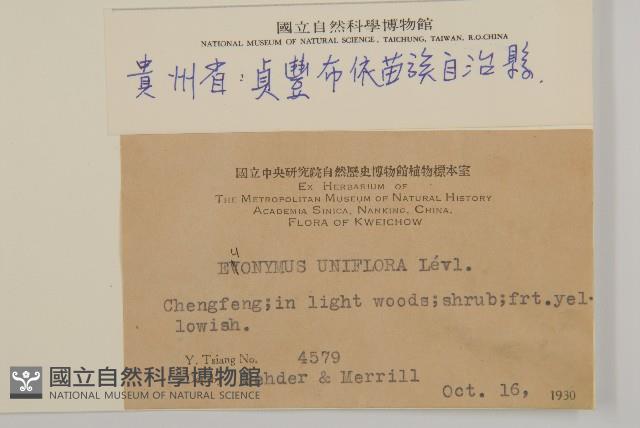 國立自然科學博物館
NATIONAL MUSEUM OF NATURAL SCIENCE, TAICHUNG, TAIWAN, R.O.CHINA
貴州省：貞豐布依苗族自治縣.
國立中央研究院自然歷史博物館植物標本室
EX HERBARIUM OF
THE METROPOLITAN MUSEUM OF NATURAL HISTORY
ACADEMIA SINICA, NANKING, CHINA.
FLORA OF KWEICHOW
EVONYMUS UNIFLORA Lévl.
Chengfeng;in light woods;shrub;frt.yel-
lowish.
Y. Tsiang No. 4579
& Merrill
Oct. 16, 1930
國立自然科學博物館
NATIONAL MUSEUM OF NATURAL SCIENCE